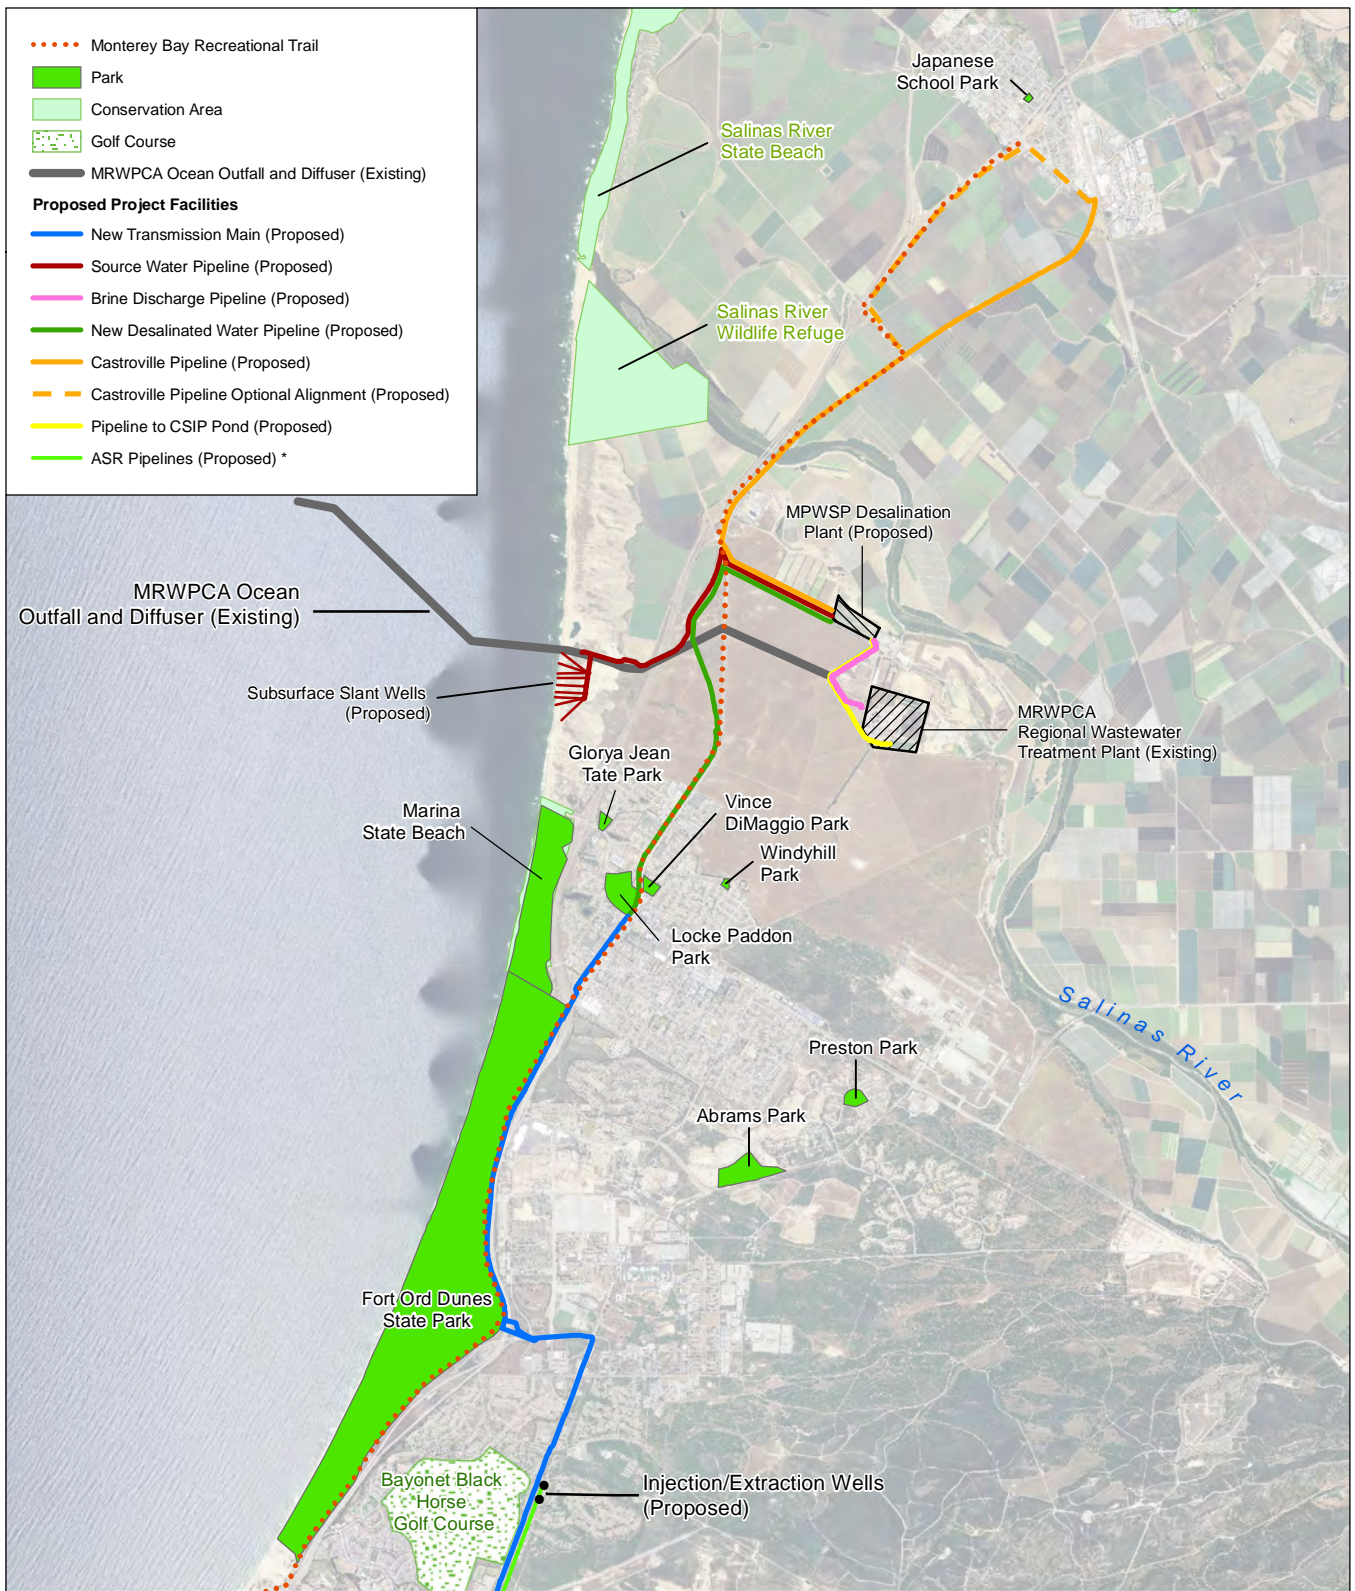 Monterey Bay Recreational Trail
Park
Conservation Area
Golf Course
MRWPCA Ocean Outfall and Diffuser (Existing)
Proposed Project Facilities
New Transmission Main (Proposed)
Source Water Pipeline (Proposed)
Brine Discharge Pipeline (Proposed)
New Desalinated Water Pipeline (Proposed)
Castroville Pipeline (Proposed)
Castroville Pipeline Optional Alignment (Proposed)
Pipeline to CSIP Pond (Proposed)
ASR Pipelines (Proposed) *
Japanese
School Park
Salinas River
State Beach
Salinas River
Wildlife Refuge
MPWSP Desalination
Plant (Proposed)
MRWPCA Ocean
Outfall and Diffuser (Existing)
Subsurface Slant Wells
(Proposed)
MRWPCA
Regional Wastewater
Treatment Plant (Existing)
Glorya Jean
Tate Park
Marina
State Beach
Vince
DiMaggio Park
Windyhill
Park
Locke Paddon
Park
Salinas River
Preston Park
Abrams Park
Fort Ord Dunes
State Park
Bayonet Black
Horse
Golf Course
Injection/Extraction Wells
(Proposed)